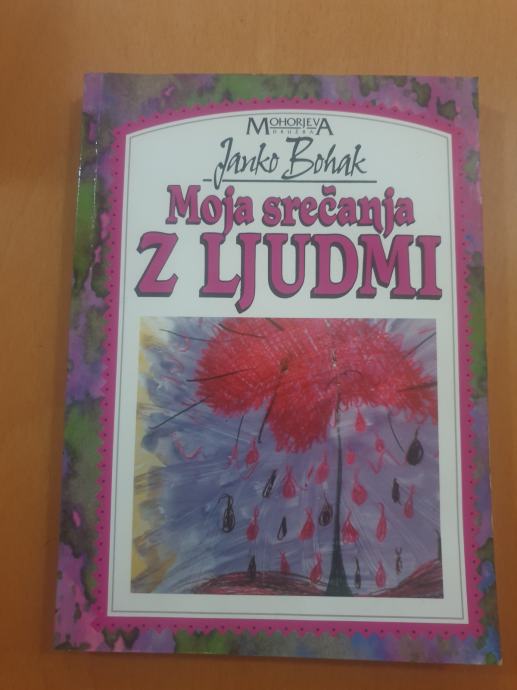 MOHORJEVA
DRUŽBA
Janko Bohak
Moja srečanja
Z LJUDMI